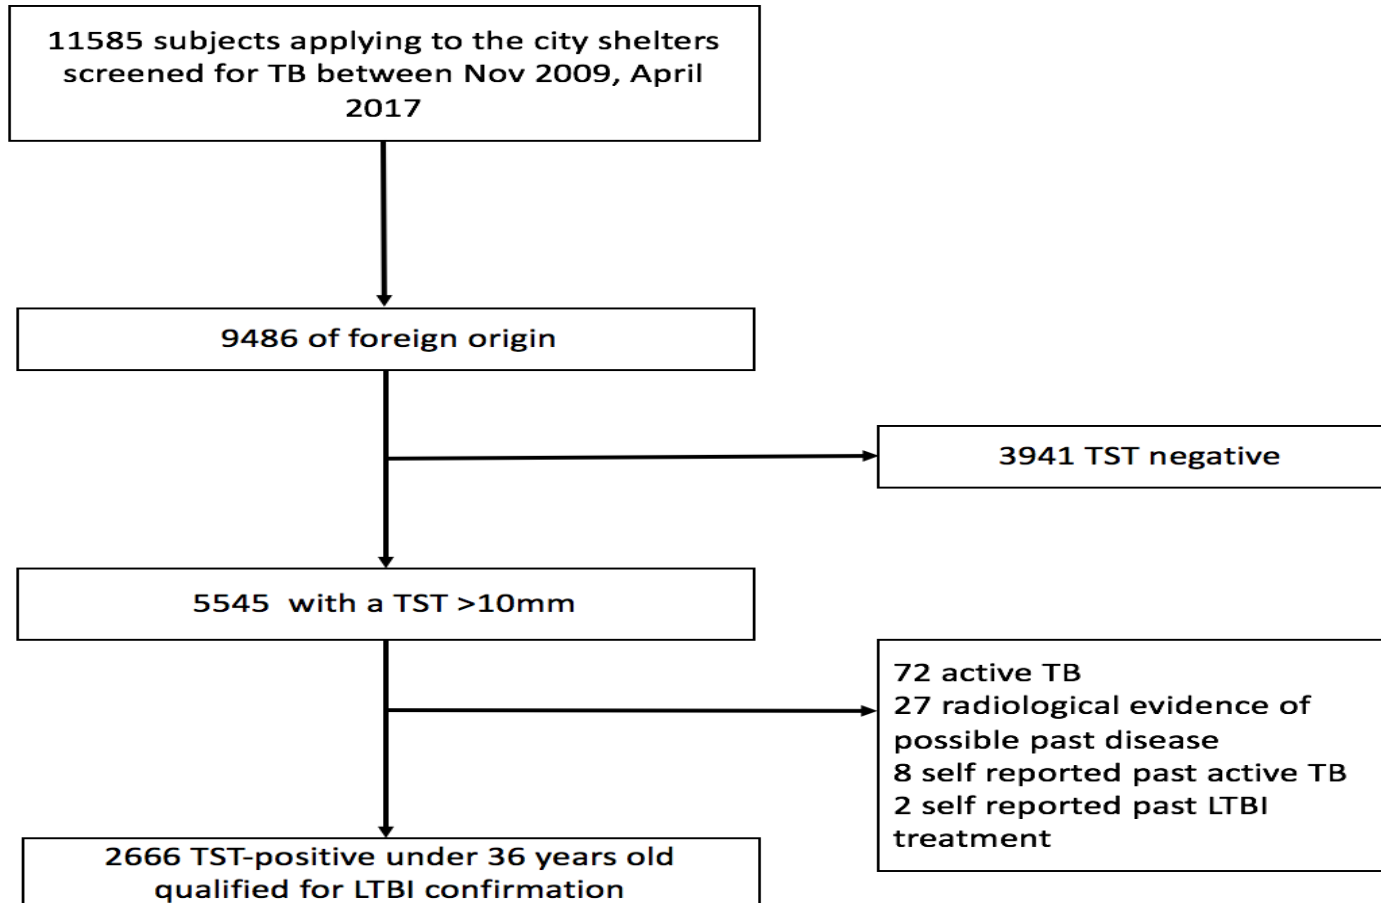 11585 subjects applying to the city shelters
screened for TB between Nov 2009, April
2017
9486 of foreign origin
3941 TST negative
5545  with a TST >10mm
72 active TB
27 radiological evidence of
possible past disease
8 self reported past active TB
2 self reported past LTBI
treatment
2666 TST-positive under 36 years old
qualified for LTBI confirmation